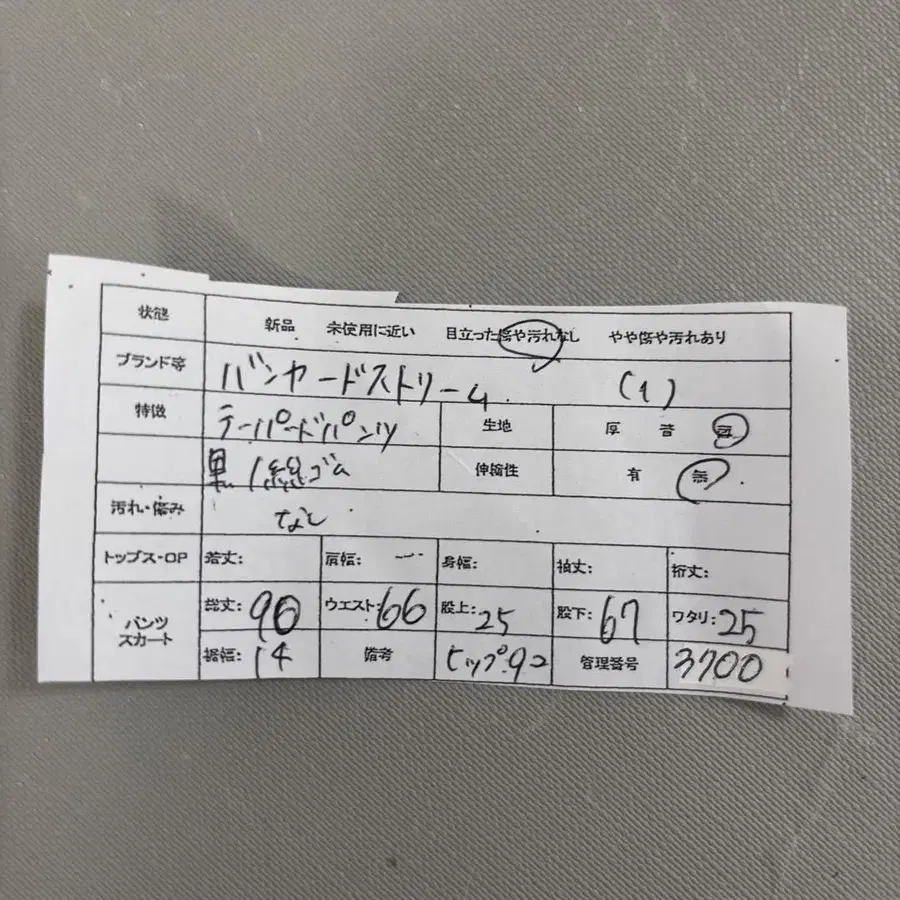 状態 新品 未使用に近い 目立った傷や汚れなし やや傷や汚れあり
ブランド等 バンヤードストリーム (1)
特徴 テーパードパンツ 生地 厚 普
黒 総ゴム 伸縮性 有 無
汚れ・傷み なし
トップス・OP 着丈: 肩幅: 身幅: 袖丈: 裄丈:
パンツ スカート 総丈: 90 ウエスト: 66 股上: 25 股下: 67 ワタリ: 25
裾幅: 14 備考 ヒップ92 管理番号 3700